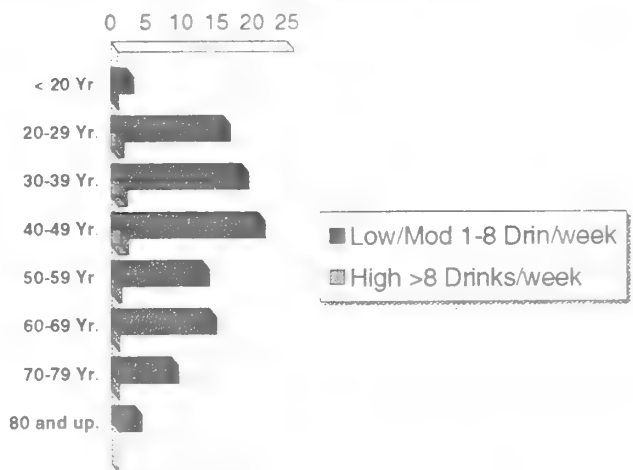 0 5 10 15 20 25
< 20 Yr
20-29 Yr.
30-39 Yr.
40-49 Yr.
50-59 Yr
60-69 Yr.
70-79 Yr.
80 and up.
Low/Mod 1-8 Drin/week
High >8 Drinks/week